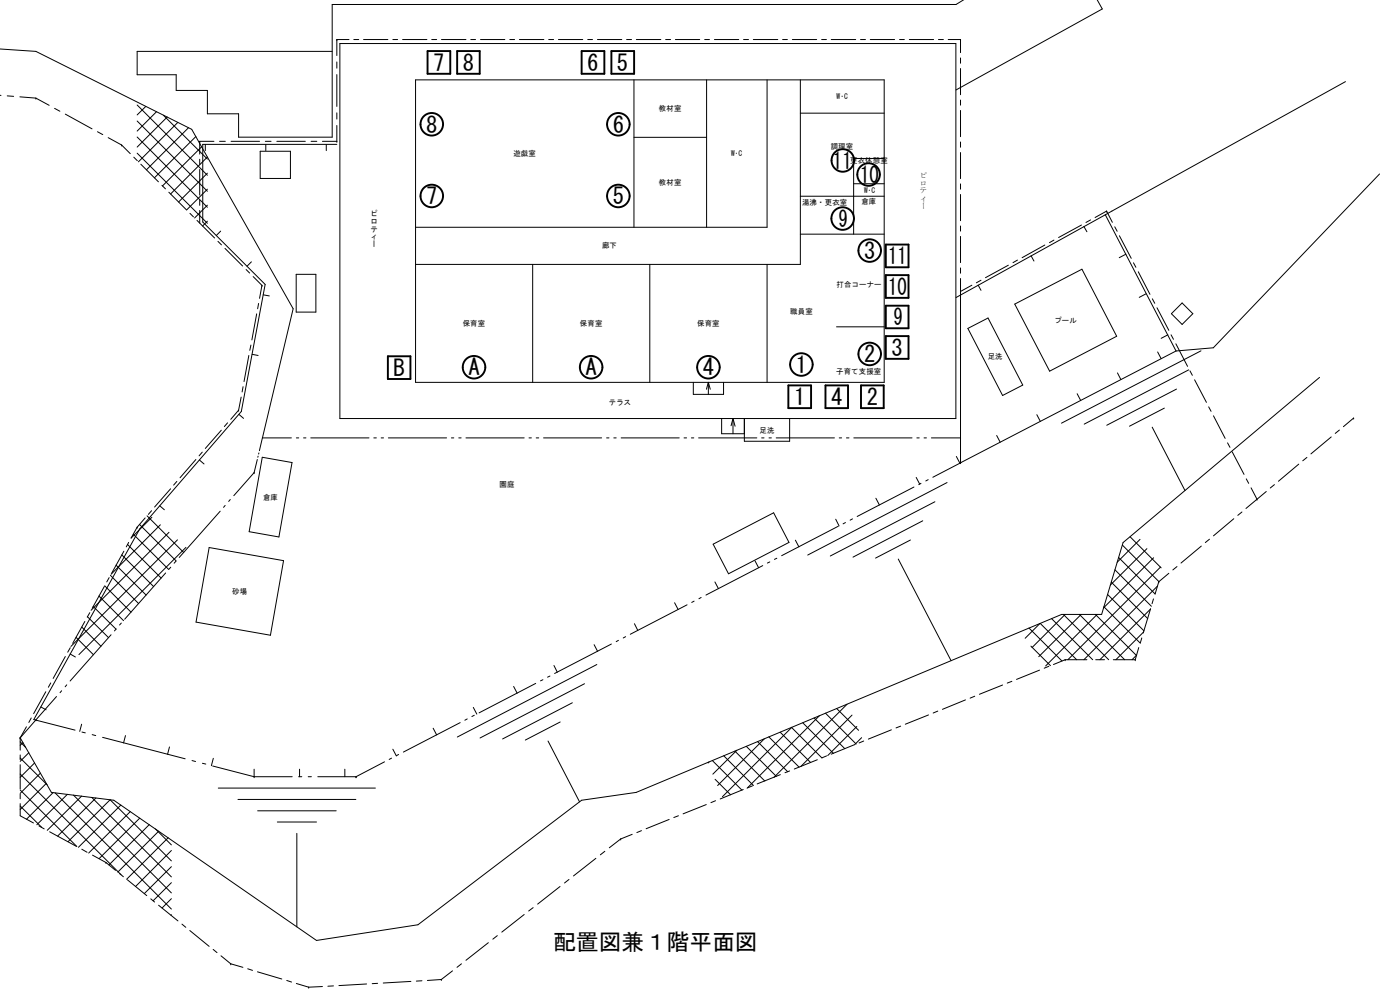 7 8 6 5
W・C
教材室
⑧ ⑥
遊戯室
W・C
調理室
⑪ 更衣休憩室
⑩
教材室
W・C
ピロティー
⑦ ⑤
湯沸・更衣室 倉庫
⑨
ピロティー
廊下
③
11
打合コーナー
10
職員室
9
プール
保育室 保育室 保育室
3
足洗
②
B
Ⓐ Ⓐ ④ ①
子育て支援室
1 4 2
テラス
足洗
園庭
倉庫
砂場
配置図兼1階平面図